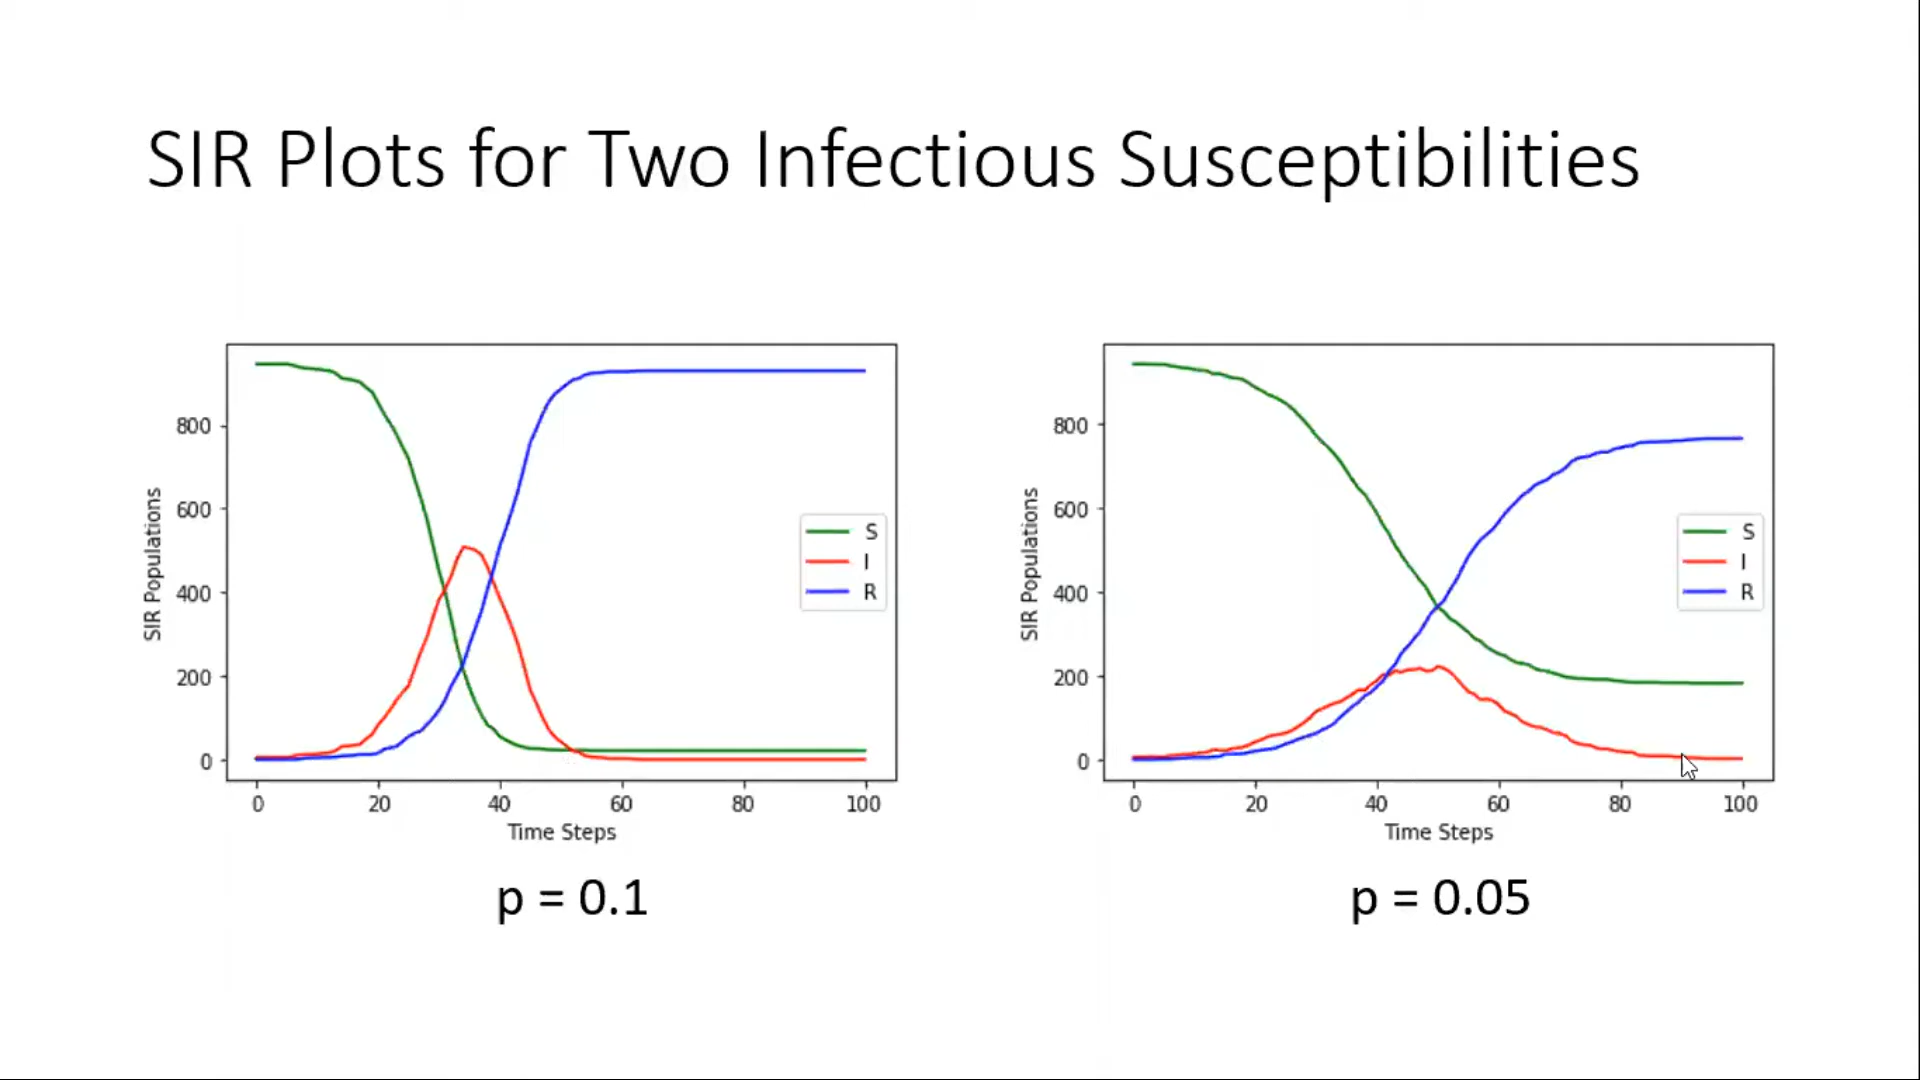 SIR Plots for Two Infectious Susceptibilities
SIR Populations
800
600
400
200
0
0 20 40 60 80 100
Time Steps
S
I
R
p = 0.1
SIR Populations
800
600
400
200
0
0 20 40 60 80 100
Time Steps
S
I
R
p = 0.05